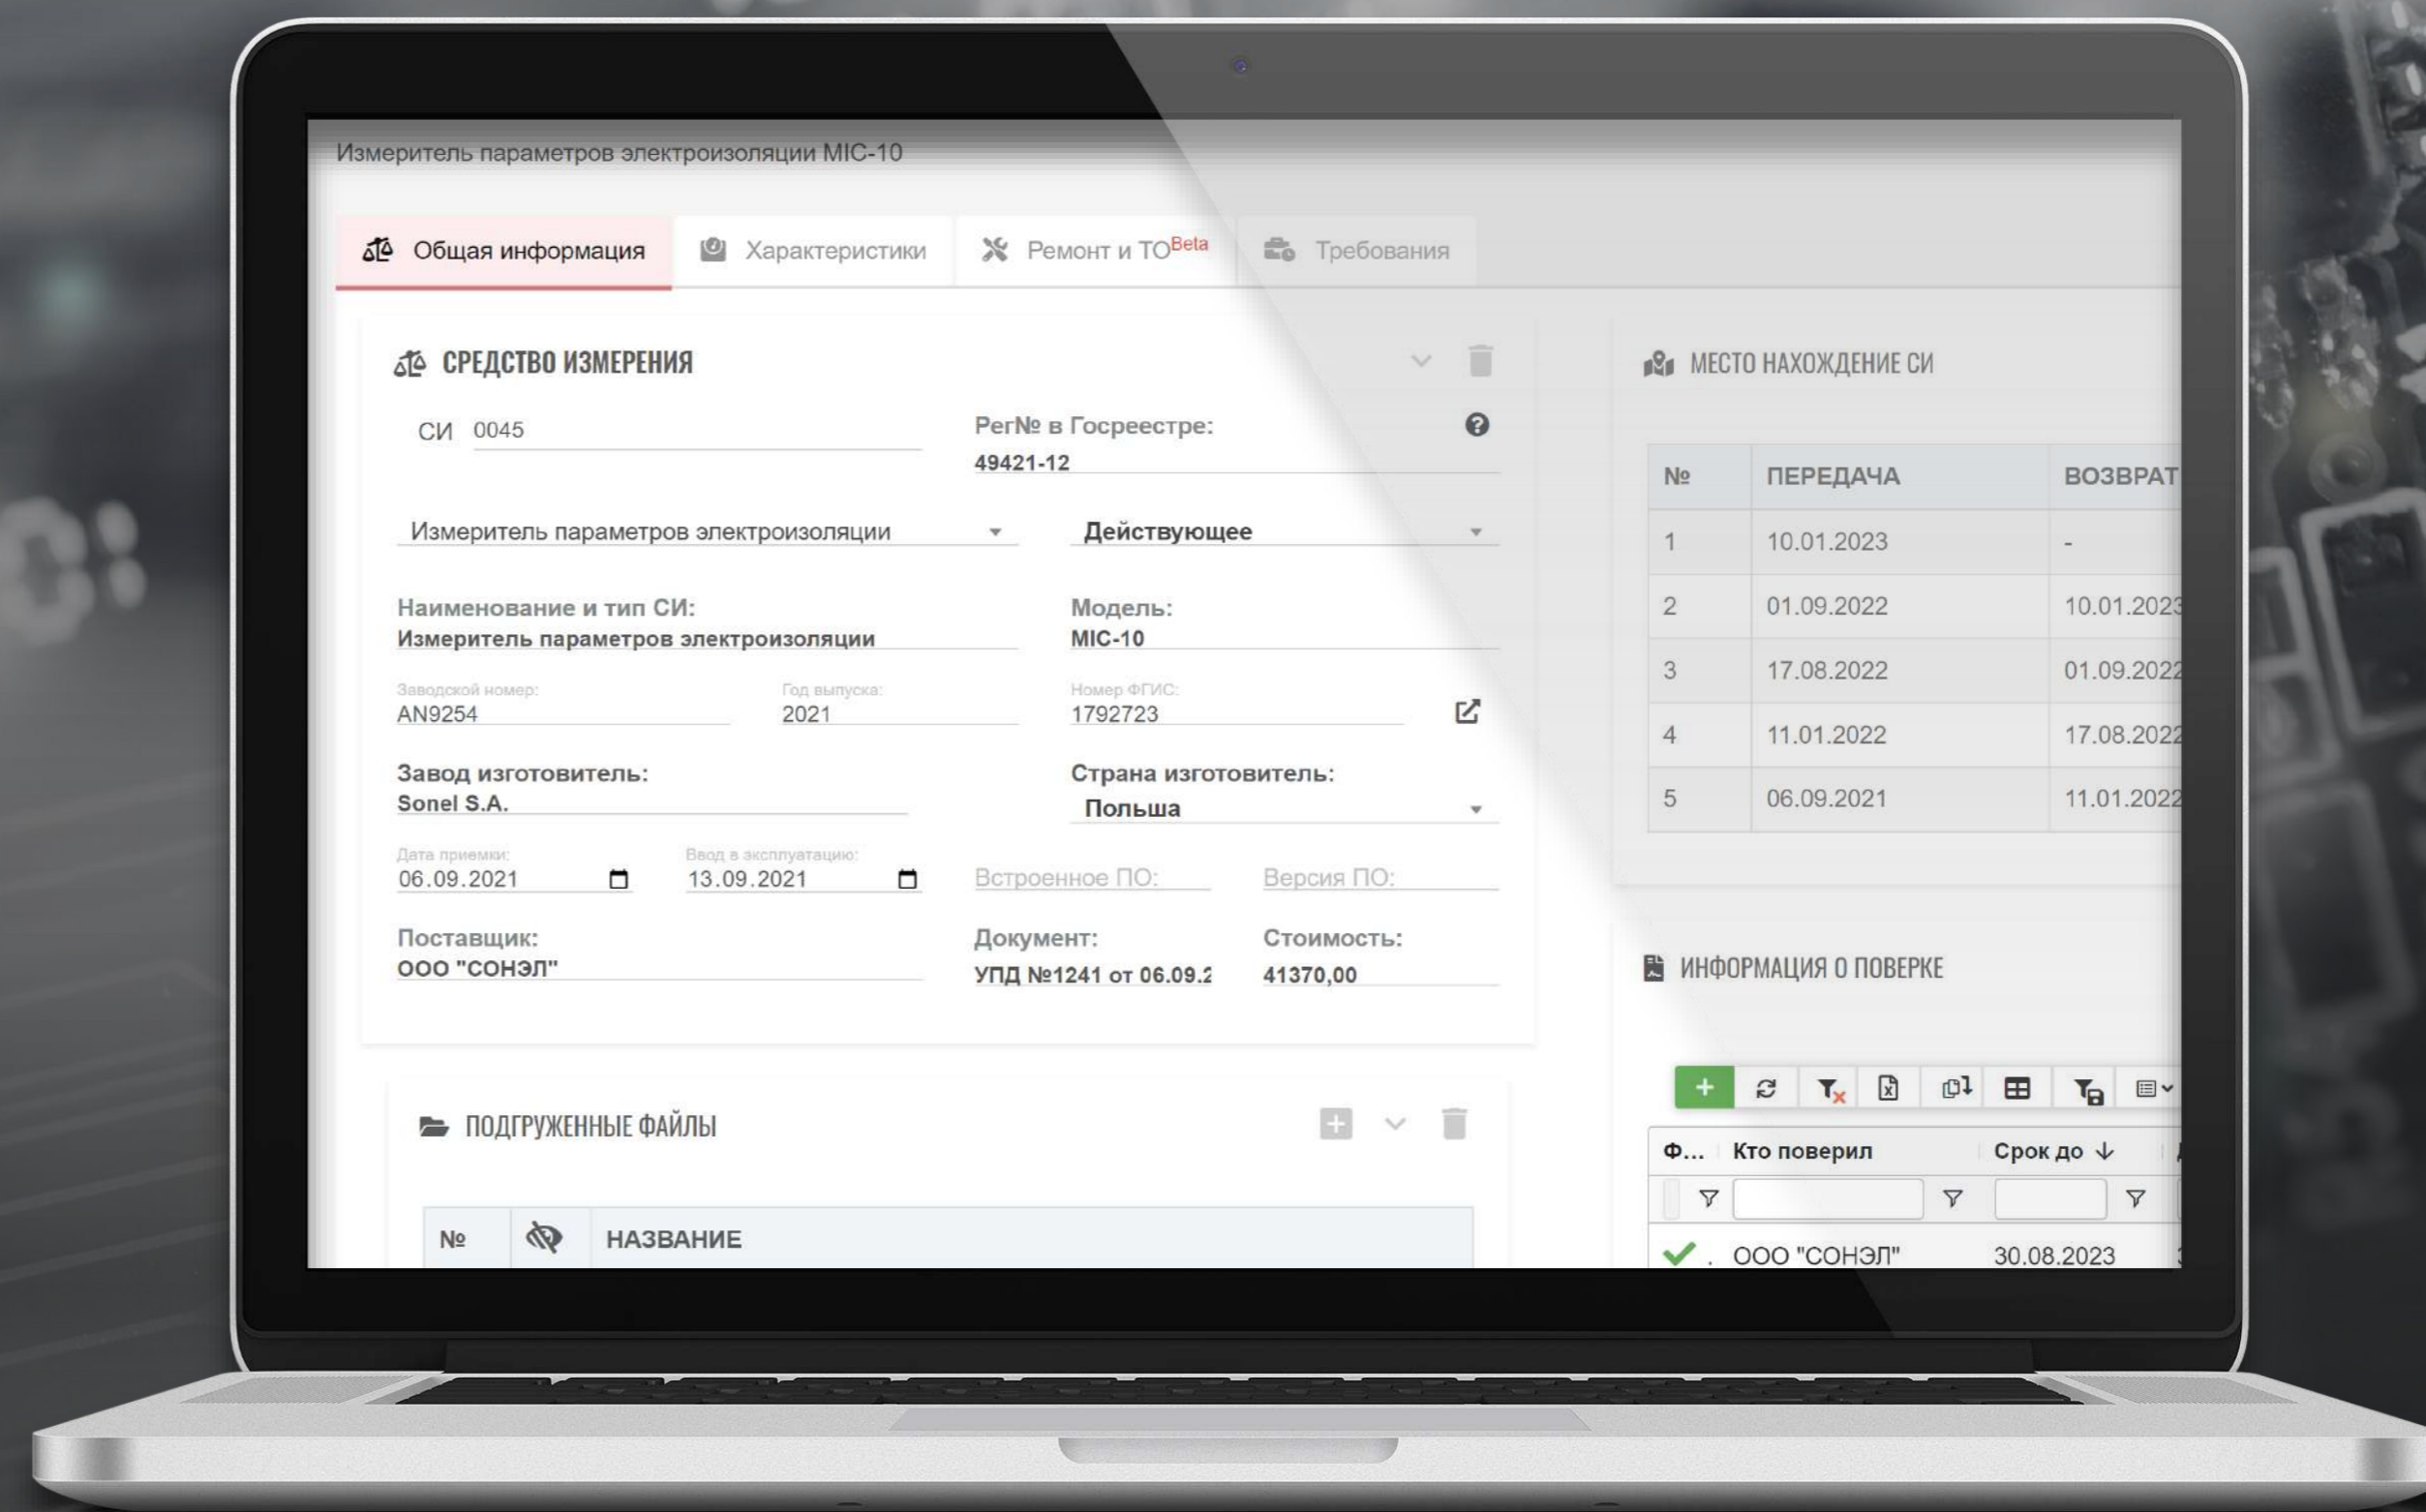 Измеритель параметров электроизоляции MIC-10
Общая информация
Характеристики
Ремонт и ТО Beta
Требования
СРЕДСТВО ИЗМЕРЕНИЯ
СИ 0045
Рег№ в Госреестре:
49421-12
Измеритель параметров электроизоляции
Действующее
Наименование и тип СИ:
Измеритель параметров электроизоляции
Модель:
MIC-10
Заводской номер:
AN9254
Год выпуска:
2021
Номер ФГИС:
1792723
Завод изготовитель:
Sonel S.A.
Страна изготовитель:
Польша
Дата приемки:
06.09.2021
Ввод в эксплуатацию:
13.09.2021
Встроенное ПО:
Версия ПО:
Поставщик:
ООО "СОНЭЛ"
Документ:
УПД №1241 от 06.09.2
Стоимость:
41370,00
ПОДГРУЖЕННЫЕ ФАЙЛЫ
№ НАЗВАНИЕ
МЕСТО НАХОЖДЕНИЕ СИ
№ ПЕРЕДАЧА ВОЗВРАТ
1 10.01.2023 -
2 01.09.2022 10.01.2023
3 17.08.2022 01.09.2022
4 11.01.2022 17.08.2022
5 06.09.2021 11.01.2022
ИНФОРМАЦИЯ О ПОВЕРКЕ
Ф... Кто поверил Срок до
ООО "СОНЭЛ" 30.08.2023